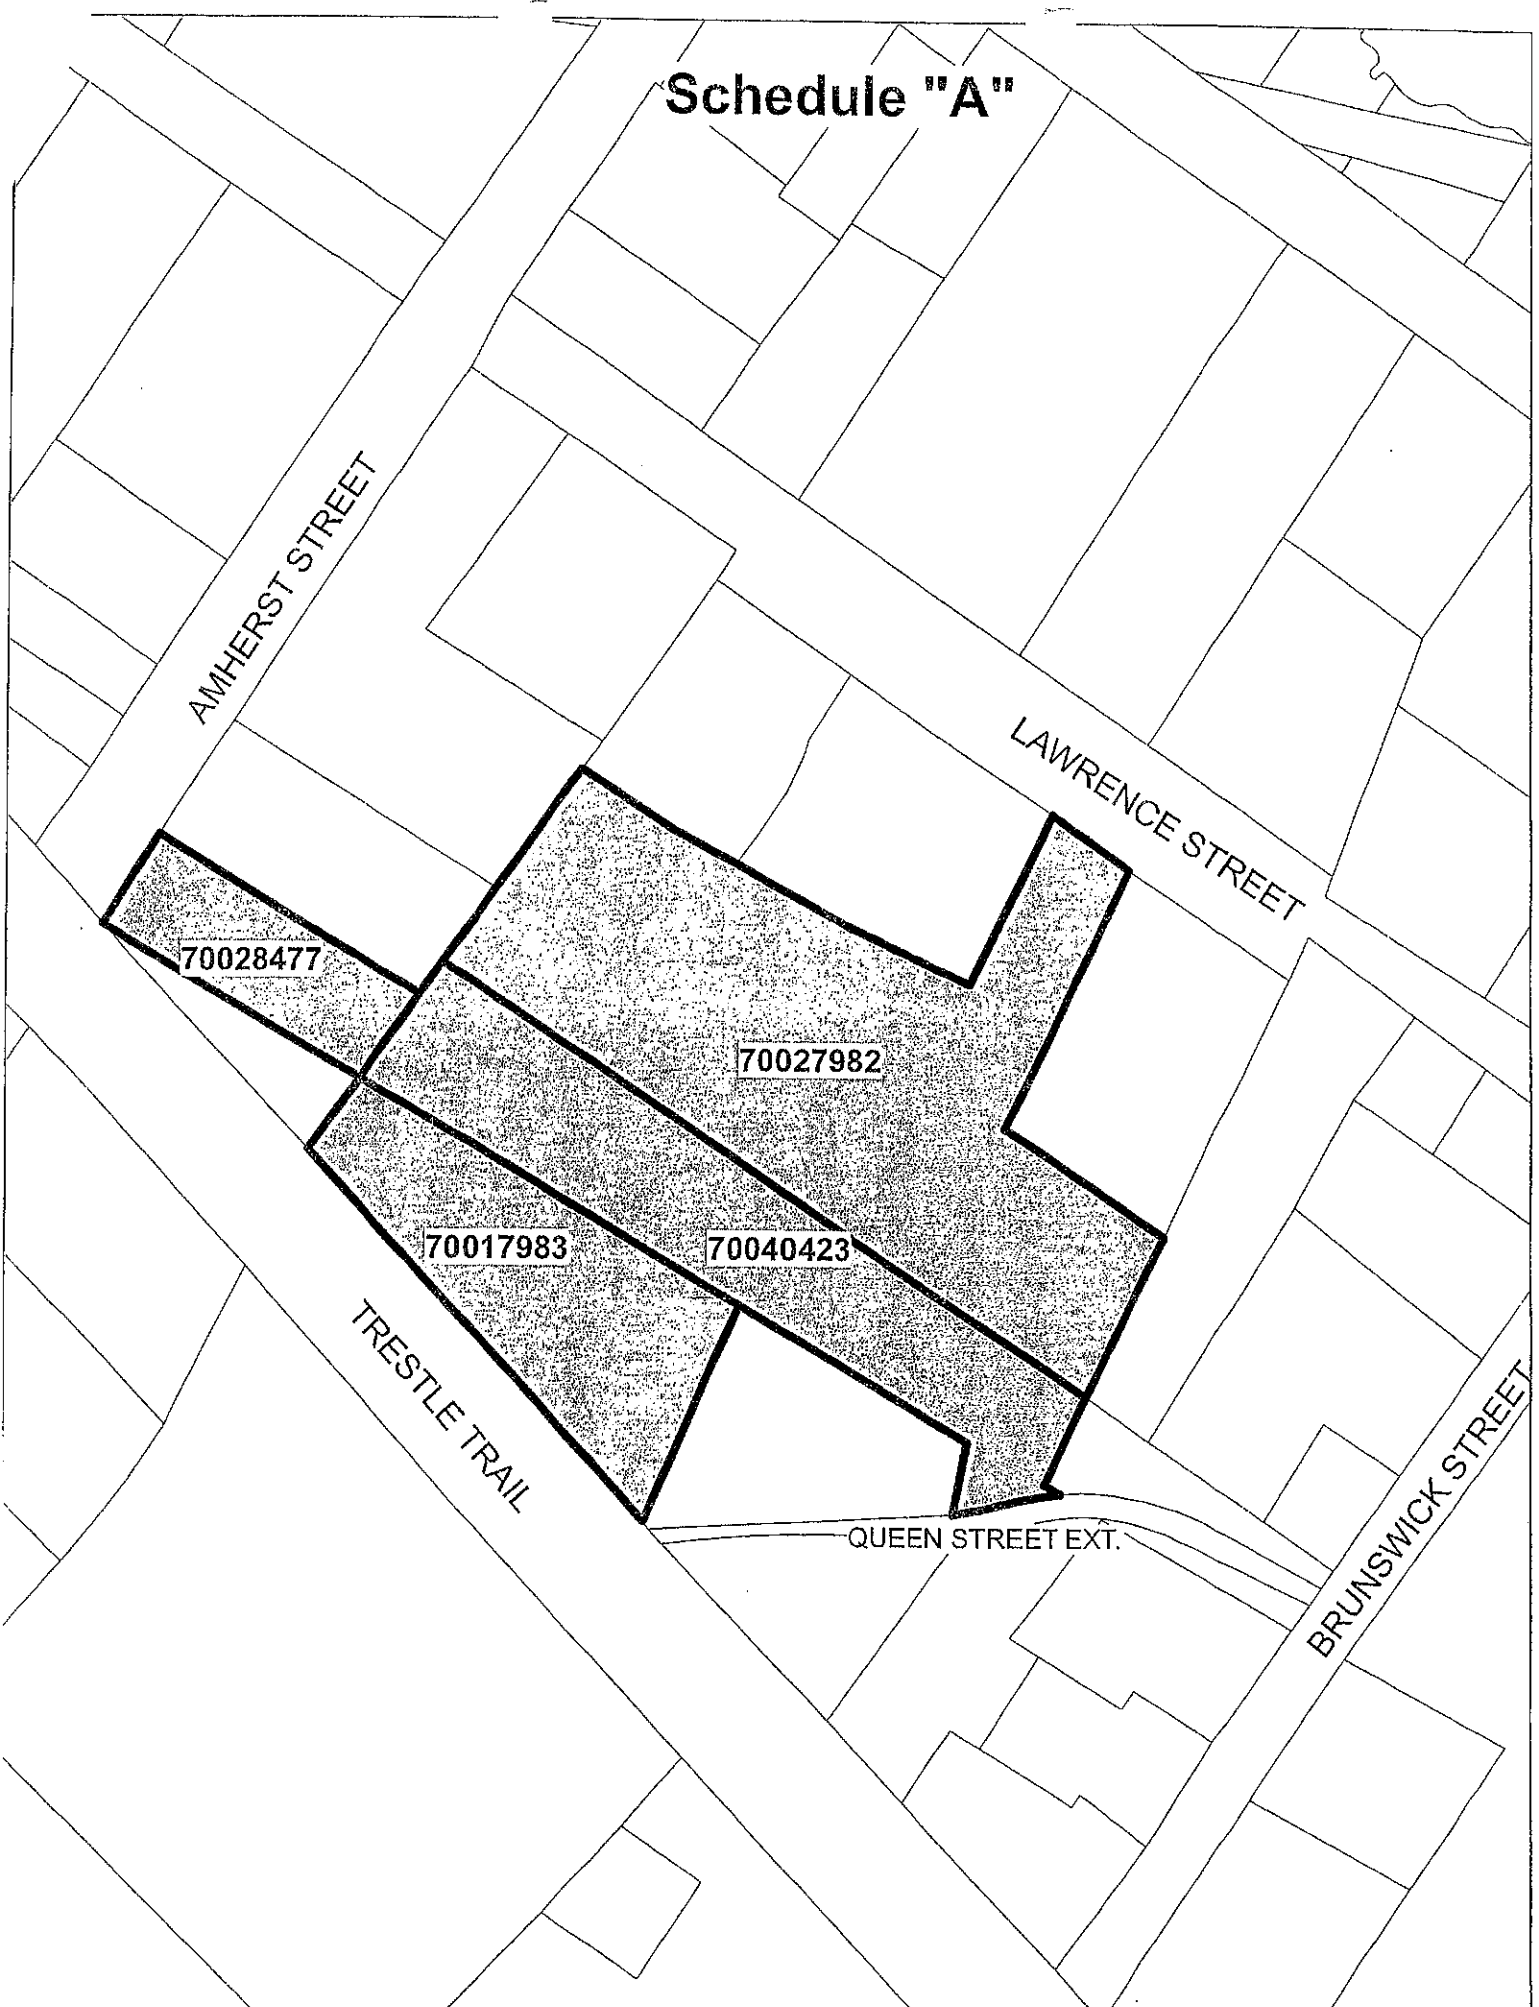 Schedule "A"
AMHERST STREET
LAWRENCE STREET
70028477
70027982
70017983
70040423
TRESTLE TRAIL
QUEEN STREET EXT.
BRUNSWICK STREET